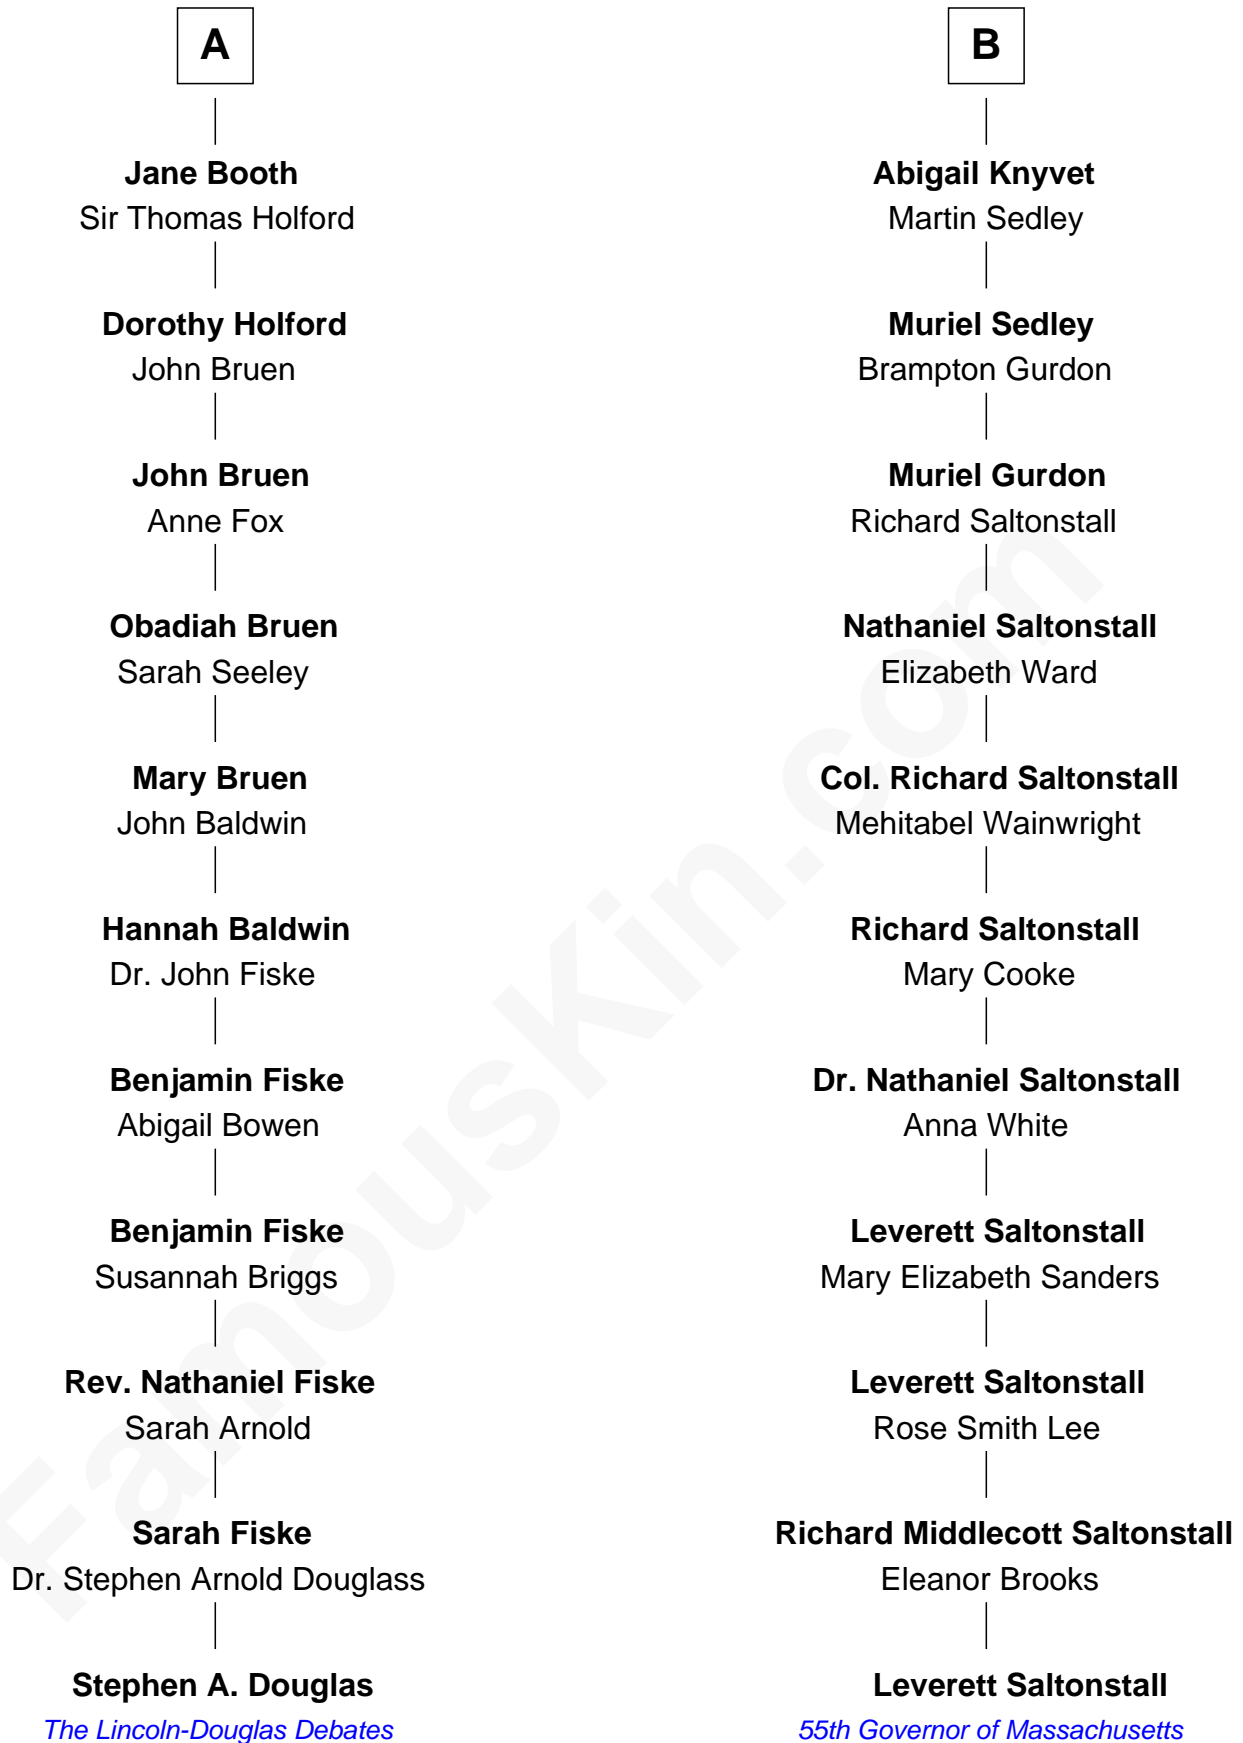 A
Jane Booth
Sir Thomas Holford
Dorothy Holford
John Bruen
John Bruen
Anne Fox
Obadiah Bruen
Sarah Seeley
Mary Bruen
John Baldwin
Hannah Baldwin
Dr. John Fiske
Benjamin Fiske
Abigail Bowen
Benjamin Fiske
Susannah Briggs
Rev. Nathaniel Fiske
Sarah Arnold
Sarah Fiske
Dr. Stephen Arnold Douglass
Stephen A. Douglas
The Lincoln-Douglas Debates
B
Abigail Knyvet
Martin Sedley
Muriel Sedley
Brampton Gurdon
Muriel Gurdon
Richard Saltonstall
Nathaniel Saltonstall
Elizabeth Ward
Col. Richard Saltonstall
Mehitabel Wainwright
Richard Saltonstall
Mary Cooke
Dr. Nathaniel Saltonstall
Anna White
Leverett Saltonstall
Mary Elizabeth Sanders
Leverett Saltonstall
Rose Smith Lee
Richard Middlecott Saltonstall
Eleanor Brooks
Leverett Saltonstall
55th Governor of Massachusetts
FamousKin.com